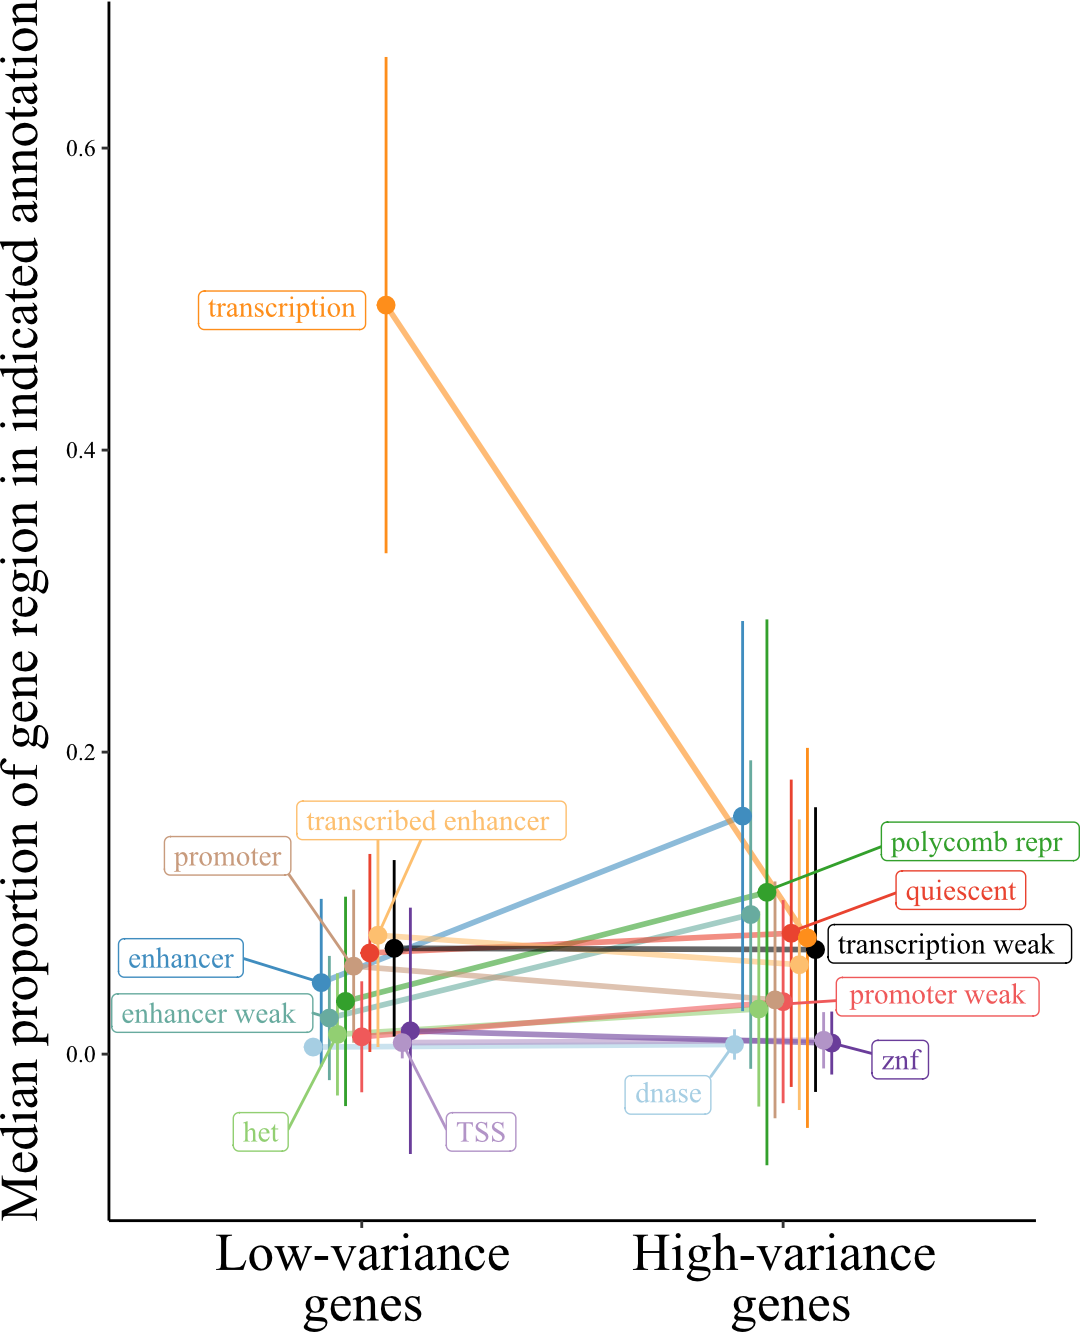 Median proportion of gene region in indicated annotation
0.6
transcription
0.4
0.2
transcribed enhancer
polycomb repr
promoter
quiescent
transcription weak
enhancer
promoter weak
enhancer weak
0.0
znf
dnase
het
TSS
Low-variance
genes
High-variance
genes